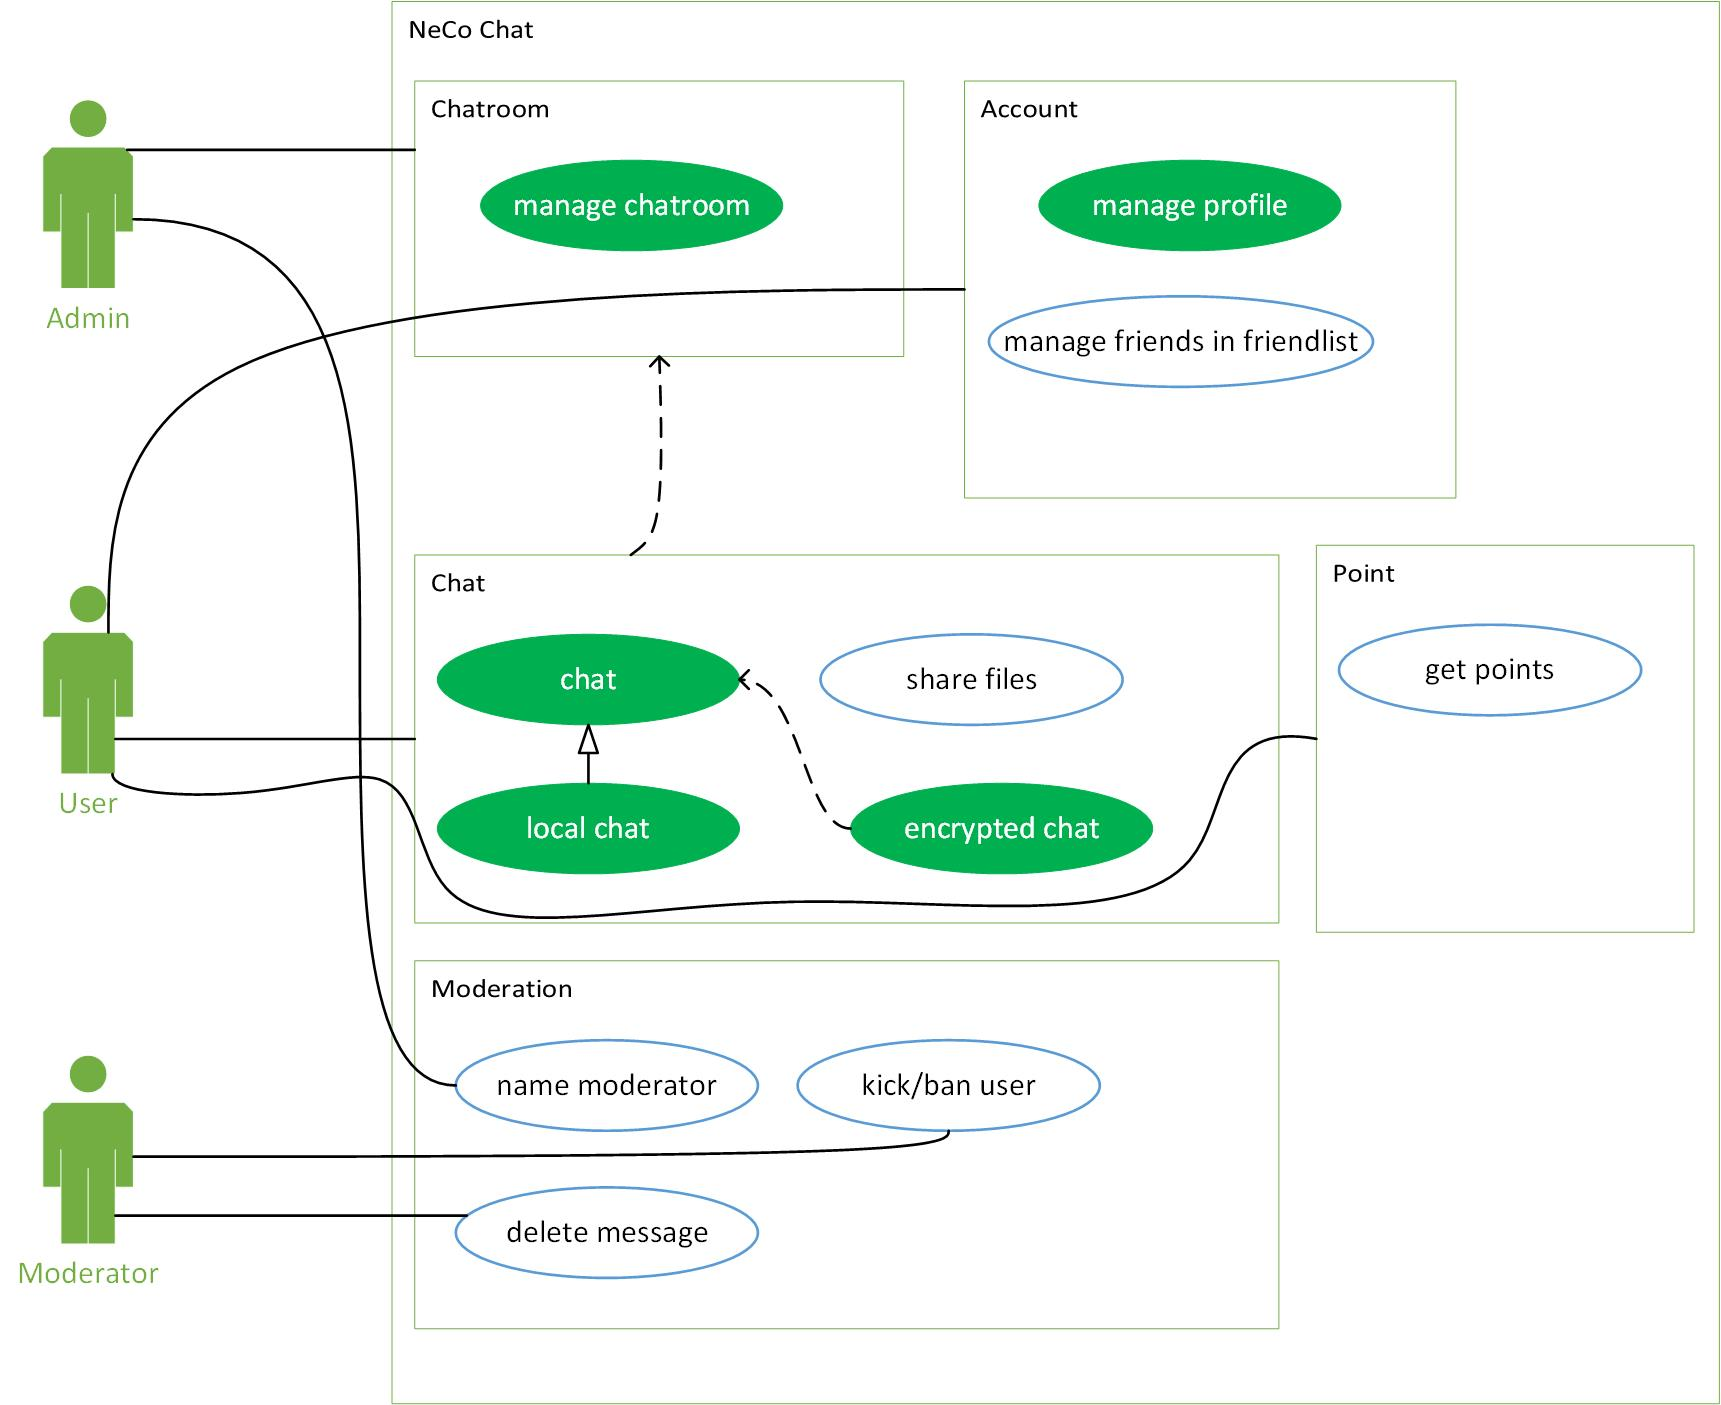 NeCo Chat
Chatroom
Account
manage chatroom
manage profile
Admin
manage friends in friendlist
Chat
Point
chat
share files
get points
User
local chat
encrypted chat
Moderation
name moderator
kick/ban user
delete message
Moderator